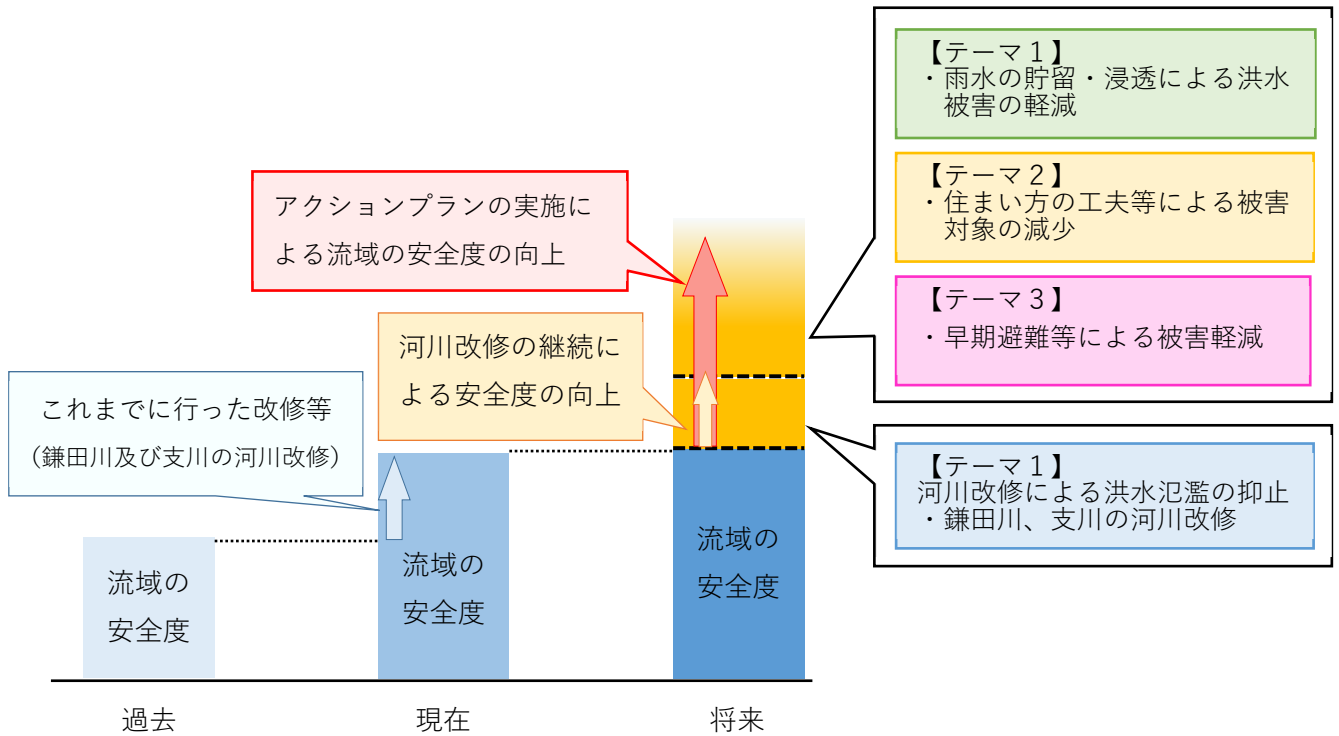 【テーマ１】
・雨水の貯留・浸透による洪水
被害の軽減
【テーマ２】
・住まい方の工夫等による被害
対象の減少
【テーマ３】
・早期避難等による被害軽減
アクションプランの実施に
よる流域の安全度の向上
河川改修の継続に
よる安全度の向上
これまでに行った改修等
（鎌田川及び支川の河川改修）
【テーマ１】
河川改修による洪水氾濫の抑止
・鎌田川、支川の河川改修
流域の
安全度
流域の
安全度
流域の
安全度
過去
現在
将来